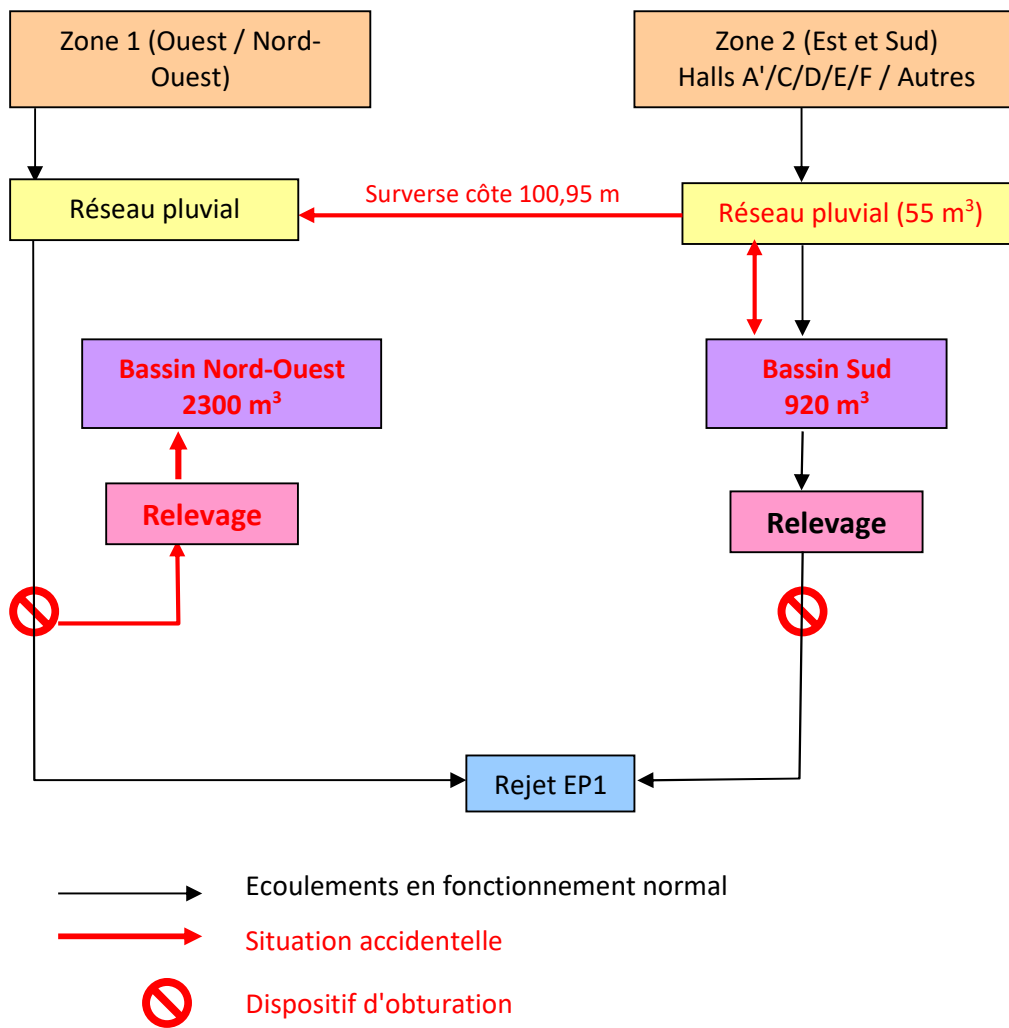 Zone 1 (Ouest / Nord-
Ouest)
Zone 2 (Est et Sud)
Halls A'/C/D/E/F / Autres
Réseau pluvial
Surverse côte 100,95 m
Réseau pluvial (55 m³)
Bassin Nord-Ouest
2300 m³
Bassin Sud
920 m³
Relevage
Relevage
Rejet EP1
Ecoulements en fonctionnement normal
Situation accidentelle
Dispositif d'obturation